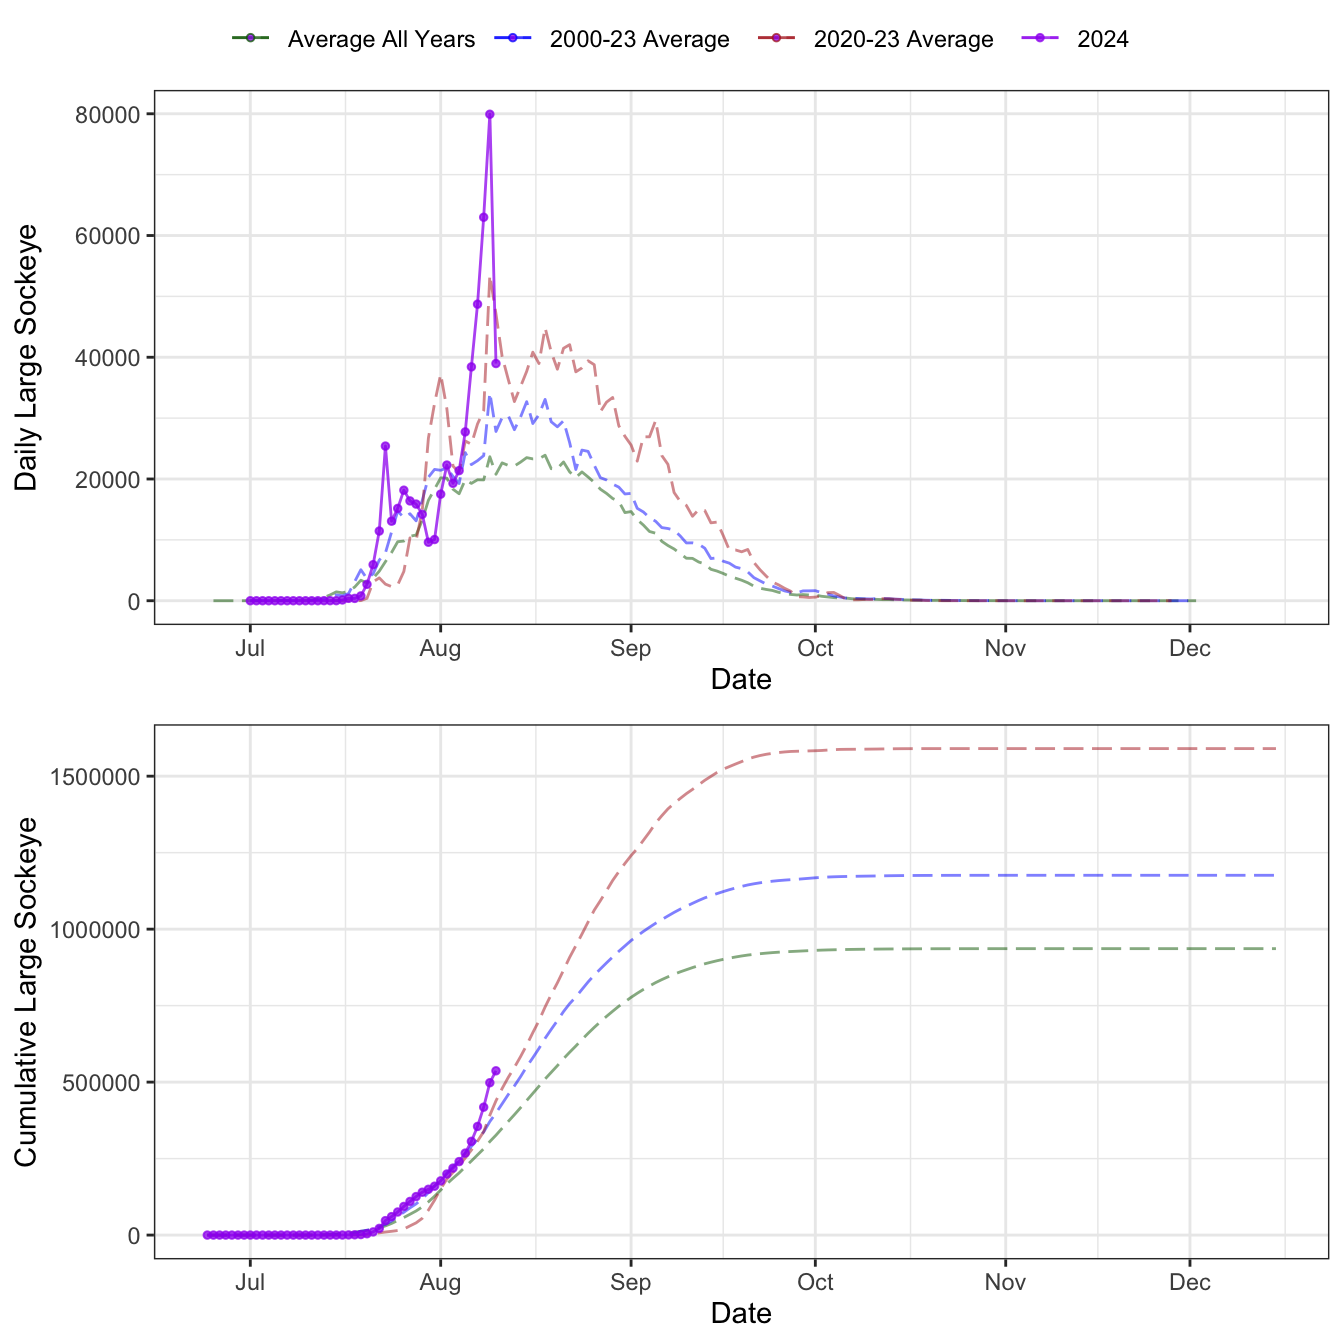 Average All Years 2000-23 Average 2020-23 Average 2024
Daily Large Sockeye
80000
60000
40000
20000
0
Jul Aug Sep Oct Nov Dec
Date
Cumulative Large Sockeye
1500000
1000000
500000
0
Jul Aug Sep Oct Nov Dec
Date